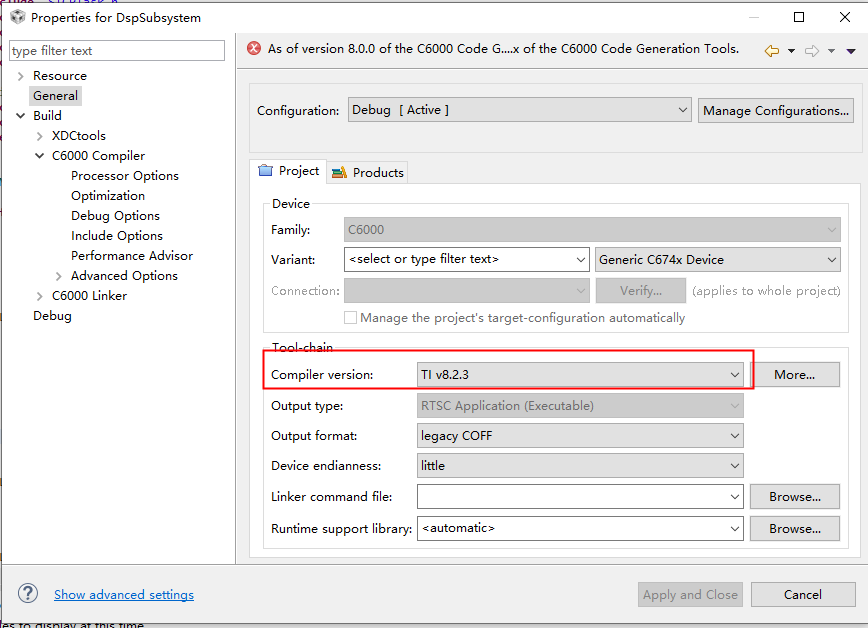 Properties for DspSubsystem
type filter text
Resource
General
Build
XDCtools
C6000 Compiler
Processor Options
Optimization
Debug Options
Include Options
Performance Advisor
Advanced Options
C6000 Linker
Debug
As of version 8.0.0 of the C6000 Code G....x of the C6000 Code Generation Tools.
Configuration: Debug [ Active ] Manage Configurations...
Project Products
Device
Family: C6000
Variant: <select or type filter text> Generic C674x Device
Connection: Verify... (applies to whole project)
Manage the project's target-configuration automatically
Tool-chain
Compiler version: TI v8.2.3 More...
Output type: RTSC Application (Executable)
Output format: legacy COFF
Device endianness: little
Linker command file: Browse...
Runtime support library: <automatic> Browse...
? Show advanced settings Apply and Close Cancel
to display at this time